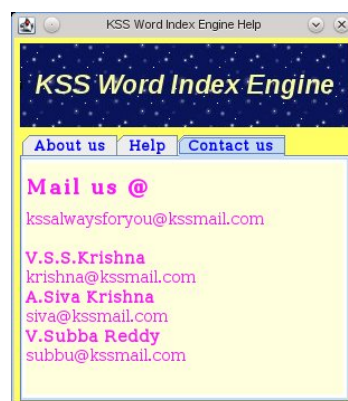 KSS Word Index Engine Help
KSS Word Index Engine
About us Help Contact us
Mail us @
kssalwaysforyou@kssmail.com
V.S.S.Krishna
krishna@kssmail.com
A.Siva Krishna
siva@kssmail.com
V.Subba Reddy
subbu@kssmail.com